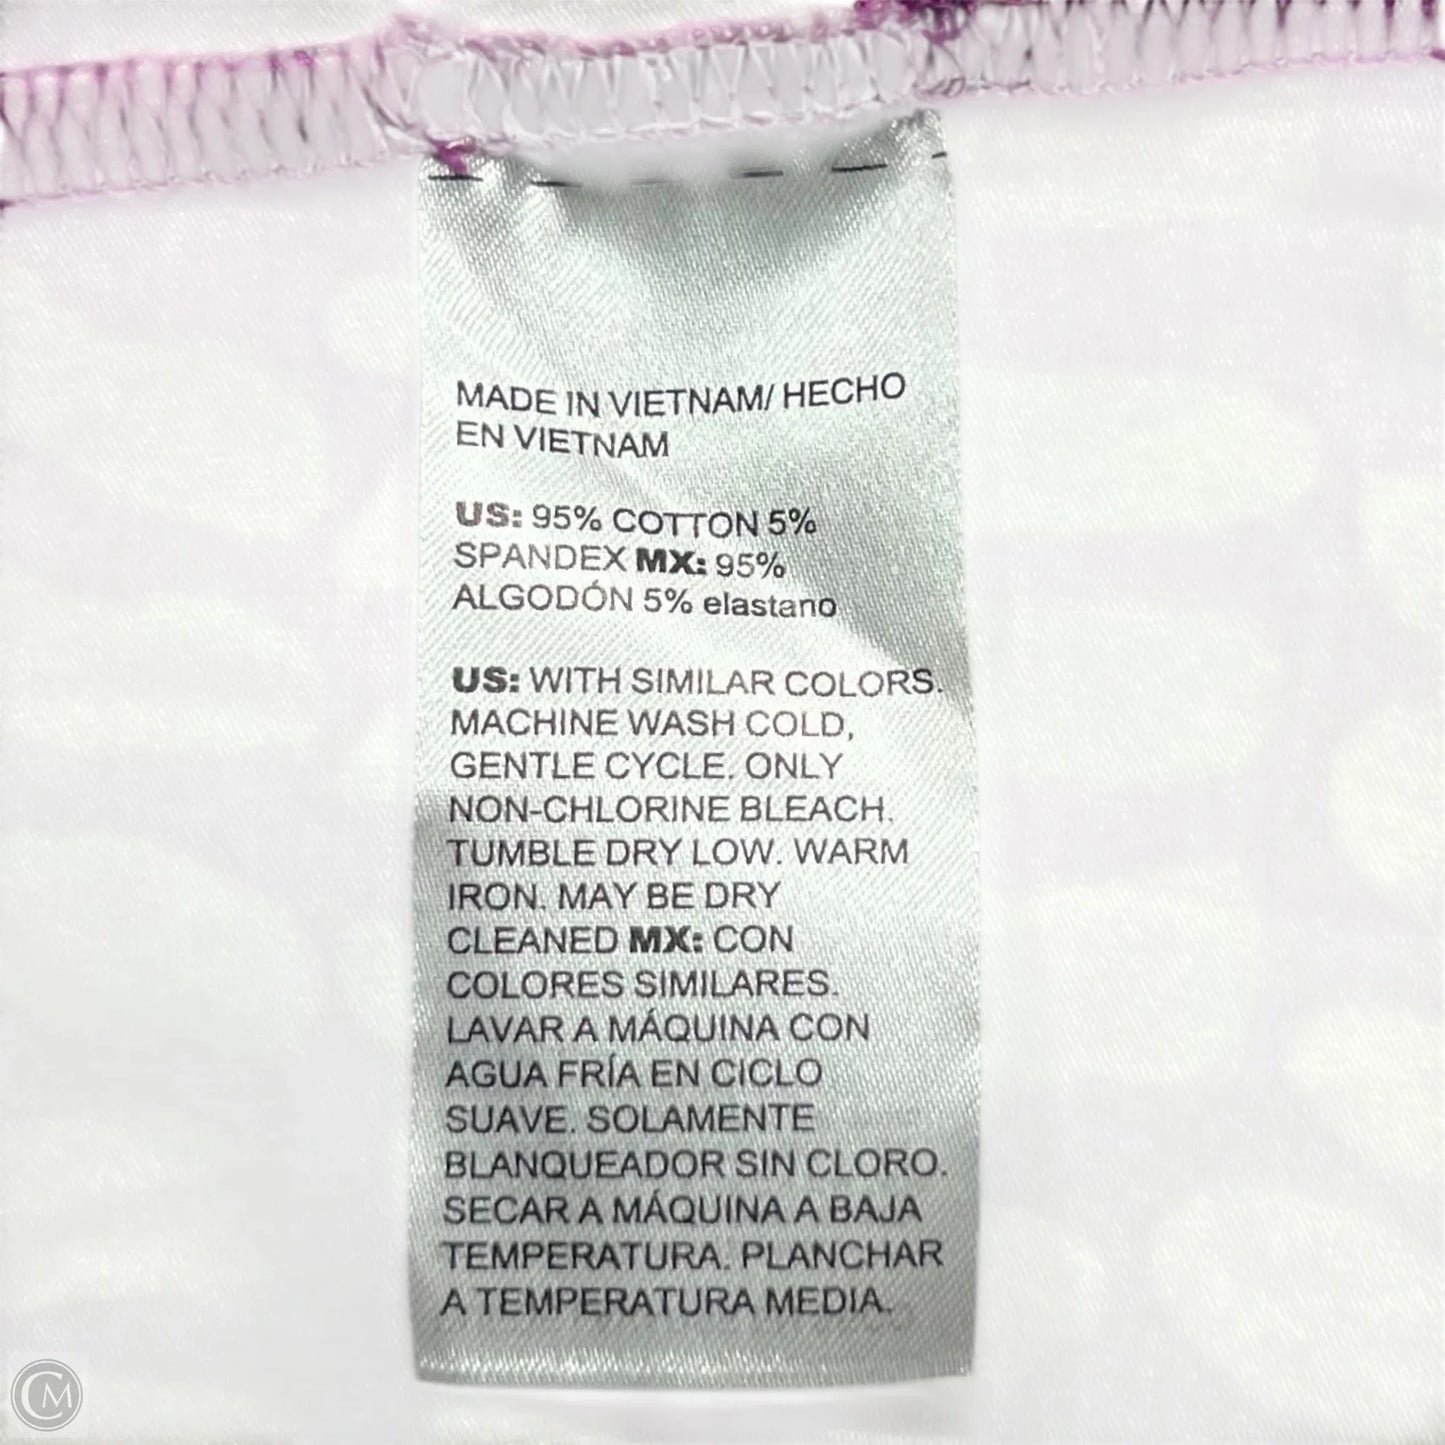 MADE IN VIETNAM/ HECHO
EN VIETNAM
US: 95% COTTON 5%
SPANDEX MX: 95%
ALGODÓN 5% elastano
US: WITH SIMILAR COLORS.
MACHINE WASH COLD,
GENTLE CYCLE. ONLY
NON-CHLORINE BLEACH.
TUMBLE DRY LOW. WARM
IRON. MAY BE DRY
CLEANED MX: CON
COLORES SIMILARES.
LAVAR A MÁQUINA CON
AGUA FRÍA EN CICLO
SUAVE. SOLAMENTE
BLANQUEADOR SIN CLORO.
SECAR A MÁQUINA A BAJA
TEMPERATURA. PLANCHAR
A TEMPERATURA MEDIA.
CM